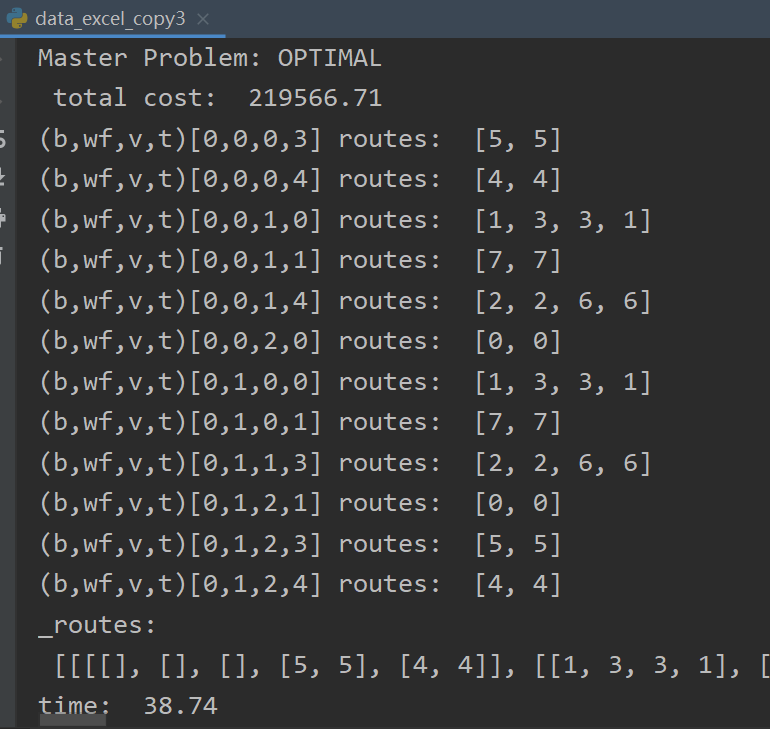 data_excel_copy3
Master Problem: OPTIMAL
total cost:  219566.71
(b,wf,v,t)[0,0,0,3] routes:  [5, 5]
(b,wf,v,t)[0,0,0,4] routes:  [4, 4]
(b,wf,v,t)[0,0,1,0] routes:  [1, 3, 3, 1]
(b,wf,v,t)[0,0,1,1] routes:  [7, 7]
(b,wf,v,t)[0,0,1,4] routes:  [2, 2, 6, 6]
(b,wf,v,t)[0,0,2,0] routes:  [0, 0]
(b,wf,v,t)[0,1,0,0] routes:  [1, 3, 3, 1]
(b,wf,v,t)[0,1,0,1] routes:  [7, 7]
(b,wf,v,t)[0,1,1,3] routes:  [2, 2, 6, 6]
(b,wf,v,t)[0,1,2,1] routes:  [0, 0]
(b,wf,v,t)[0,1,2,3] routes:  [5, 5]
(b,wf,v,t)[0,1,2,4] routes:  [4, 4]
_routes:
[[[[], [], [], [5, 5], [4, 4]], [[1, 3, 3, 1], [
time:  38.74